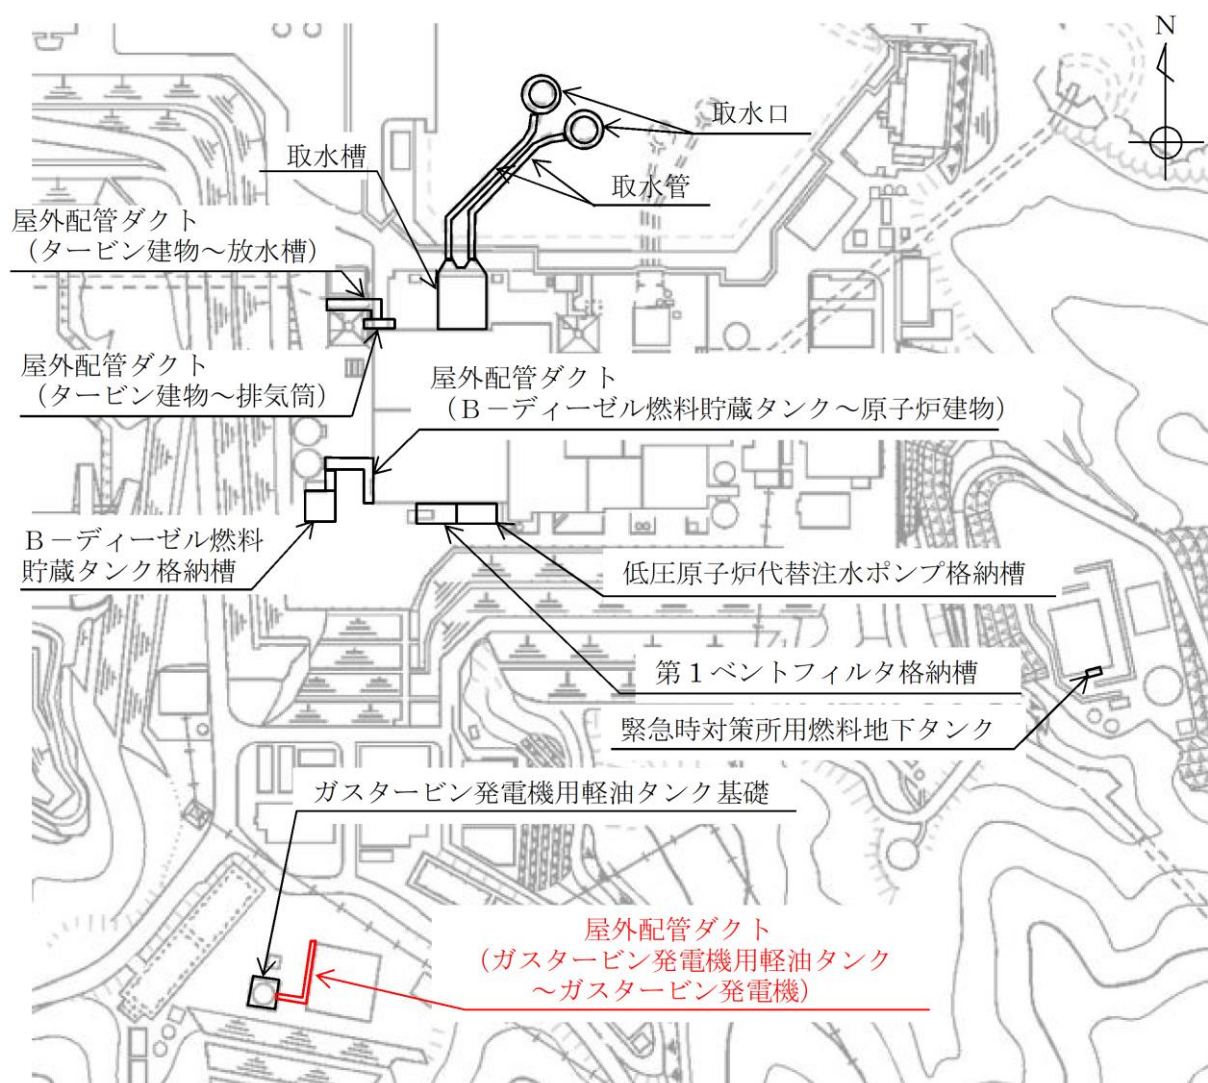 N
取水口
取水槽
取水管
屋外配管ダクト
（タービン建物～放水槽）
屋外配管ダクト
（タービン建物～排気筒）
屋外配管ダクト
（Ｂ－ディーゼル燃料貯蔵タンク～原子炉建物）
Ｂ－ディーゼル燃料
貯蔵タンク格納槽
低圧原子炉代替注水ポンプ格納槽
第１ベントフィルタ格納槽
緊急時対策所用燃料地下タンク
ガスタービン発電機用軽油タンク基礎
屋外配管ダクト
（ガスタービン発電機用軽油タンク
～ガスタービン発電機）